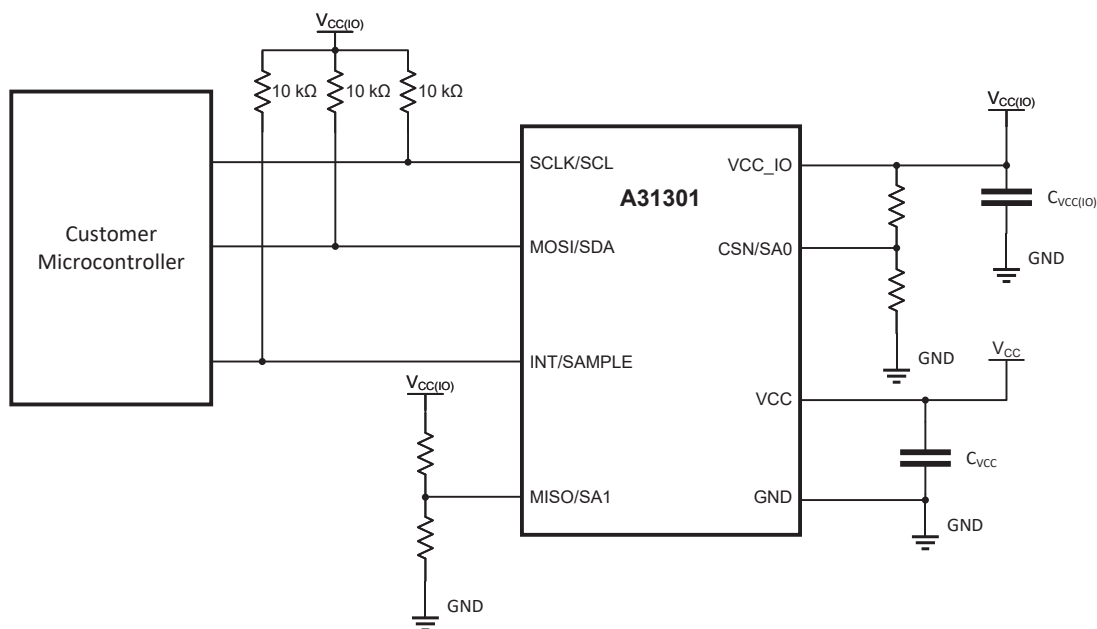 VCC(IO)
10 kΩ 10 kΩ 10 kΩ
VCC(IO)
SCLK/SCL
VCC_IO
A31301
CVCC(IO)
Customer
Microcontroller
MOSI/SDA
CSN/SA0
GND
INT/SAMPLE
GND
VCC
VCC(IO)
VCC
CVCC
MISO/SA1
GND
GND
GND